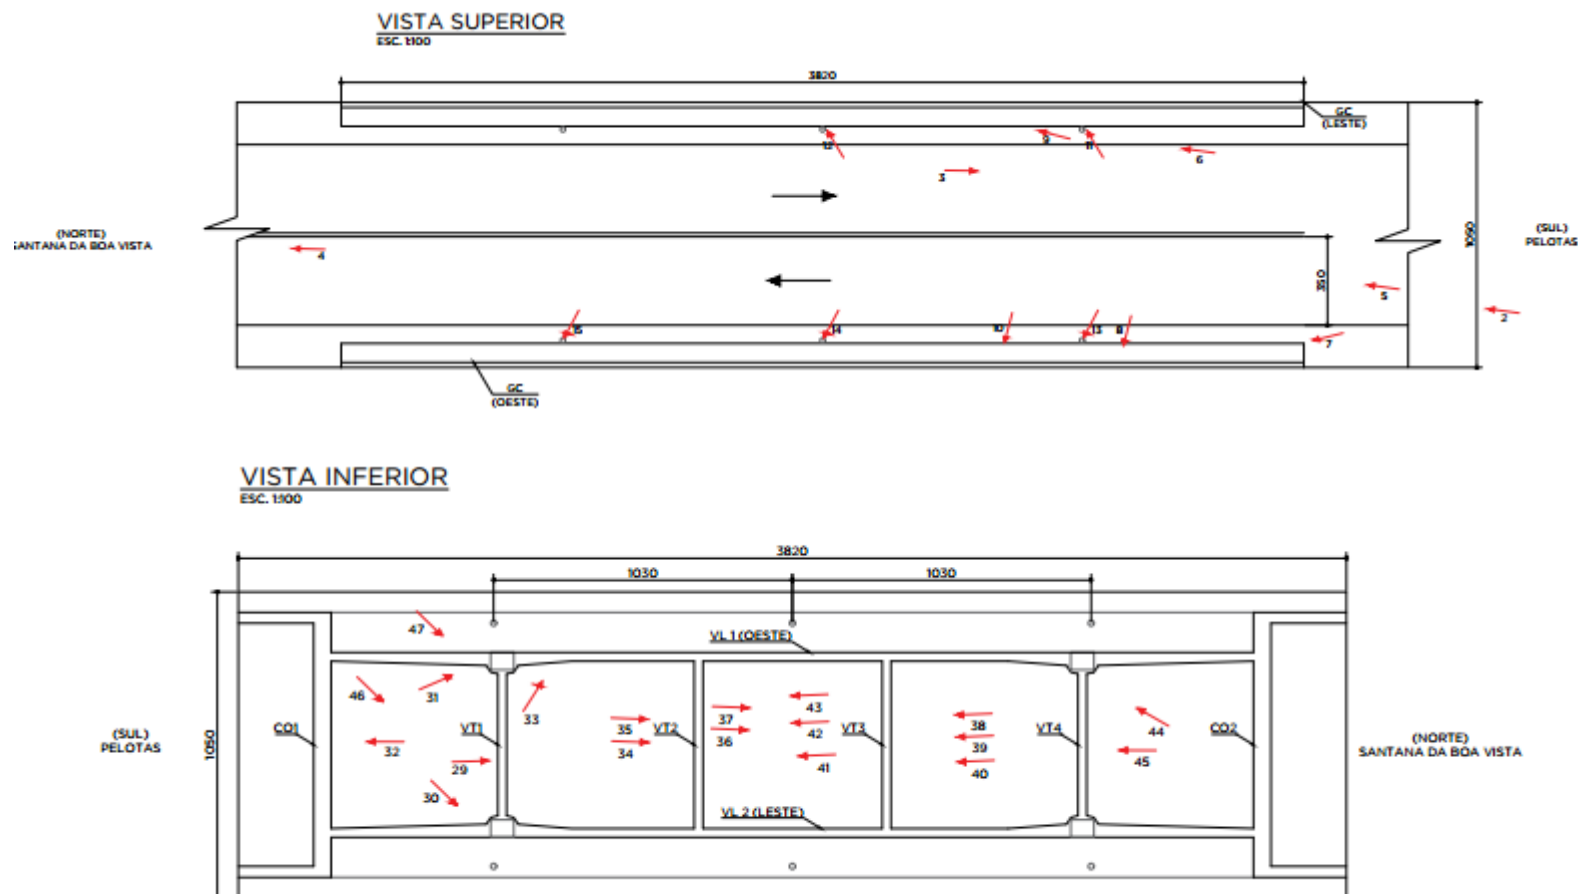 VISTA SUPERIOR
ESC. 1:100
3820
GC
(LESTE)
12
9
11
6
3
(NORTE)
SANTANA DA BOA VISTA
4
1050
(SUL)
PELOTAS
350
5
2
15
14
10
13
8
7
GC
(OESTE)
VISTA INFERIOR
ESC. 1:100
3820
1030
1030
47
VL 1 (OESTE)
46
31
33
37
43
38
44
(SUL)
PELOTAS
1050
CO1
32
VT1
35
VT2
36
42
VT3
39
VT4
45
CO2
(NORTE)
SANTANA DA BOA VISTA
29
34
41
40
30
VL 2 (LESTE)